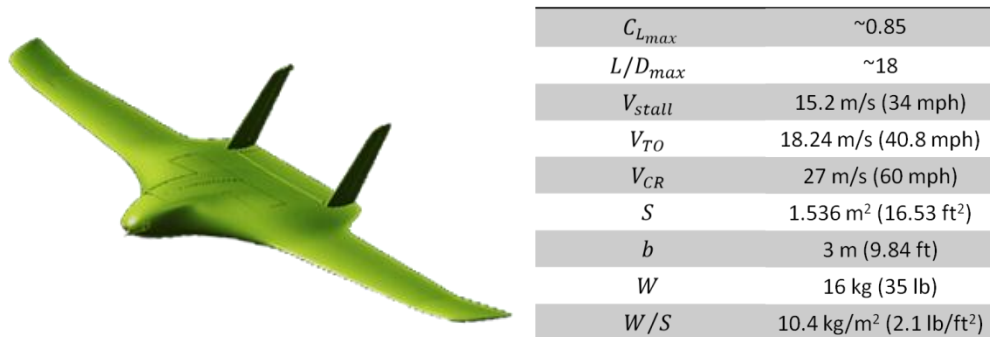 C_{L_{max}} ~0.85
L/D_{max} ~18
V_{stall} 15.2 m/s (34 mph)
V_{TO} 18.24 m/s (40.8 mph)
V_{CR} 27 m/s (60 mph)
S 1.536 m² (16.53 ft²)
b 3 m (9.84 ft)
W 16 kg (35 lb)
W/S 10.4 kg/m² (2.1 lb/ft²)